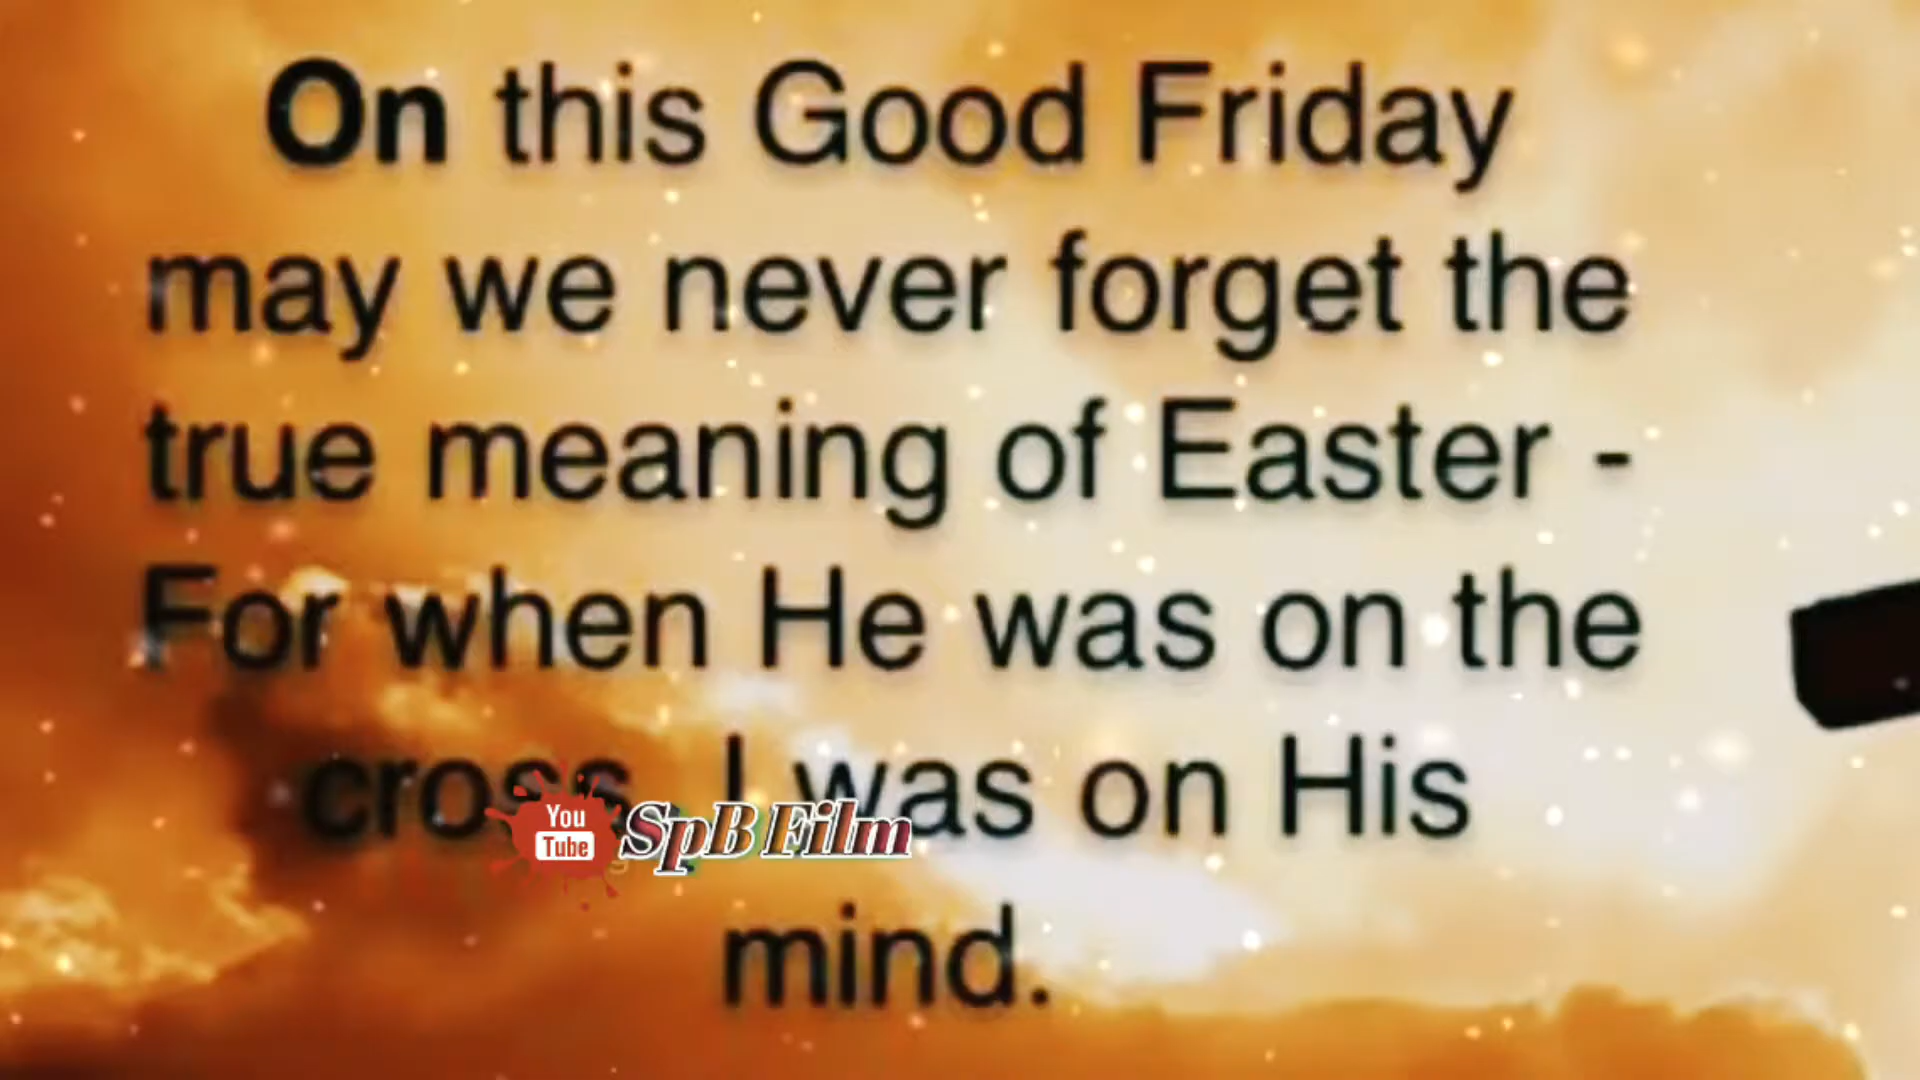 On this Good Friday
may we never forget the
true meaning of Easter -
For when He was on the
cross, I was on His
You
Tube
SpB Film
mind.